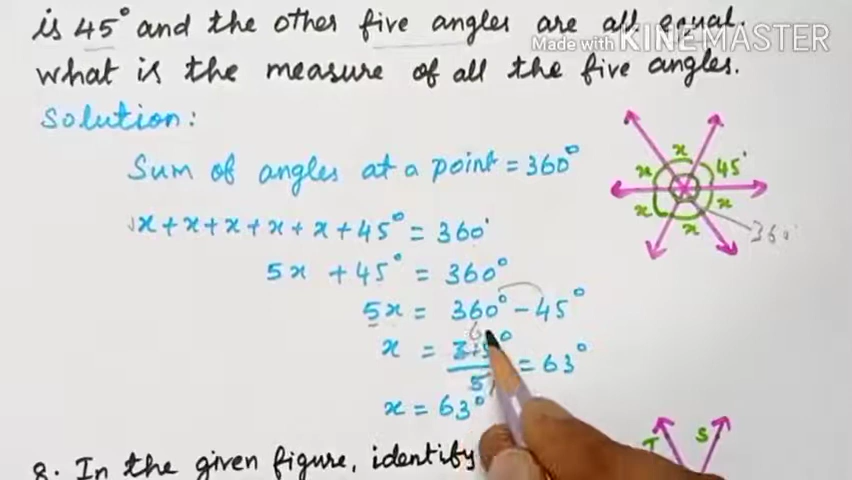 is 45° and the other five angles are all equal.
Made with KINEMASTER
what is the measure of all the five angles.
Solution:
Sum of angles at a point = 360°
x + x + x + x + x + 45° = 360°
5x + 45° = 360°
5x = 360° - 45°
x = 315°/5 = 63°
x = 63°
x
x 45°
x x
x
360°
8. In the given figure, identify
T S